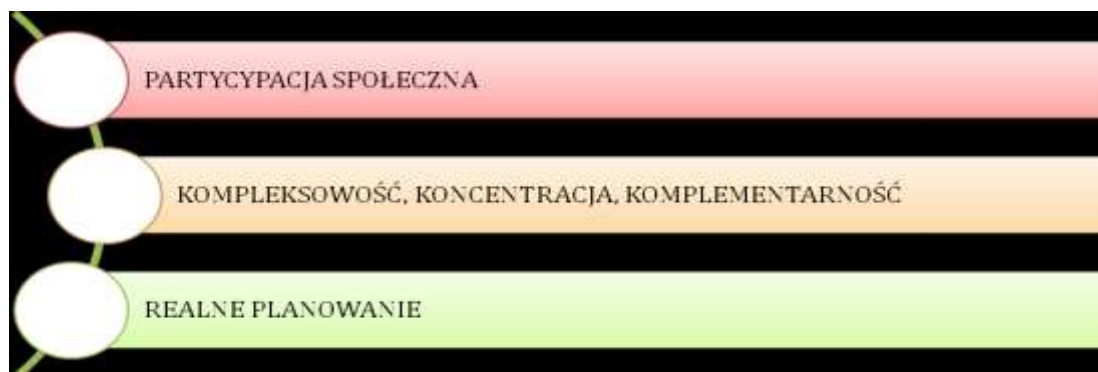 PARTYCYPACJA SPOŁECZNA
KOMPLEKSOWOŚĆ, KONCENTRACJA, KOMPLEMENTARNOŚĆ
REALNE PLANOWANIE